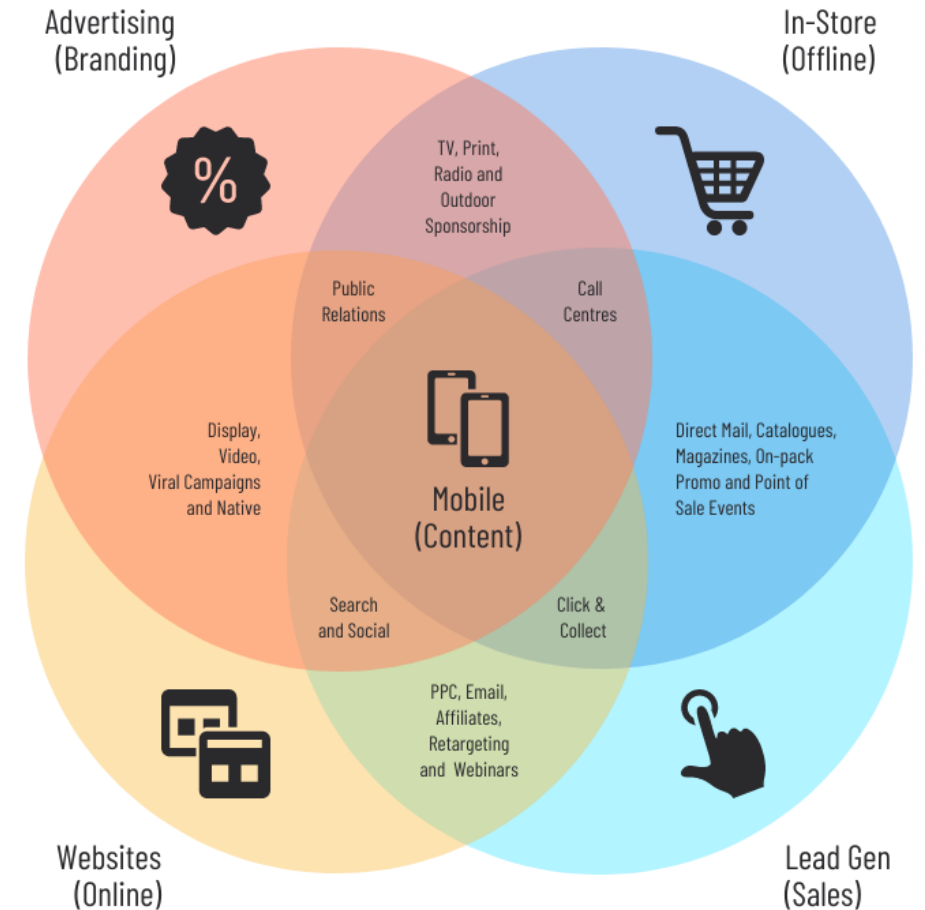 Advertising
(Branding)
In-Store
(Offline)
%
TV, Print,
Radio and
Outdoor
Sponsorship
Public
Relations
Call
Centres
Display,
Video,
Viral Campaigns
and Native
Mobile
(Content)
Direct Mail, Catalogues,
Magazines, On-pack
Promo and Point of
Sale Events
Search
and Social
Click &
Collect
PPC, Email,
Affiliates,
Retargeting
and Webinars
Websites
(Online)
Lead Gen
(Sales)